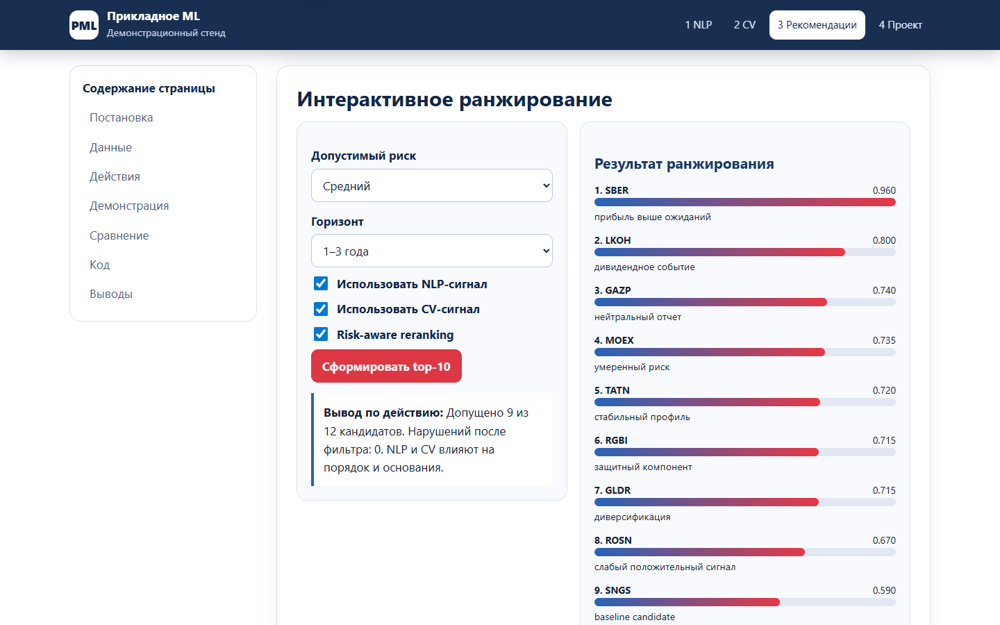 PML
Прикладное ML
Демонстрационный стенд
1 NLP
2 CV
3 Рекомендации
4 Проект
Содержание страницы
Постановка
Данные
Действия
Демонстрация
Сравнение
Код
Выводы
Интерактивное ранжирование
Допустимый риск
Средний
Горизонт
1–3 года
Использовать NLP-сигнал
Использовать CV-сигнал
Risk-aware reranking
Сформировать top-10
Вывод по действию: Допущено 9 из
12 кандидатов. Нарушений после
фильтра: 0. NLP и CV влияют на
порядок и основания.
Результат ранжирования
1. SBER 0.960
прибыль выше ожиданий
2. LKOH 0.800
дивидендное событие
3. GAZP 0.740
нейтральный отчет
4. MOEX 0.735
умеренный риск
5. TATN 0.720
стабильный профиль
6. RGBI 0.715
защитный компонент
7. GLDR 0.715
диверсификация
8. ROSN 0.670
слабый положительный сигнал
9. SNGS 0.590
baseline candidate